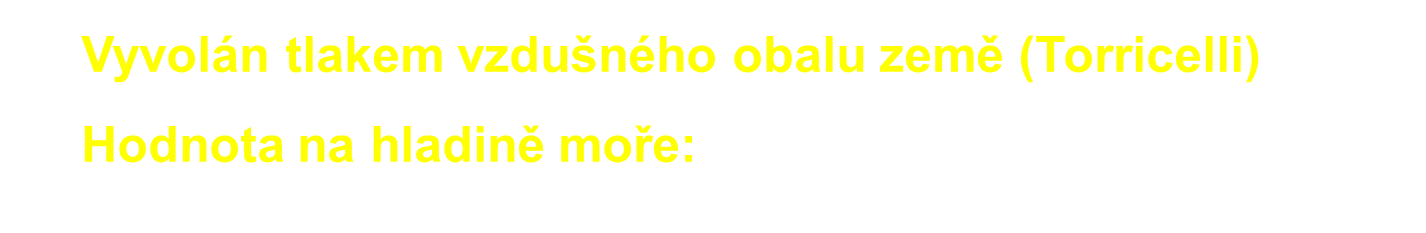 Vyvolán tlakem vzdušného obalu země (Torricelli)
Hodnota na hladině moře: